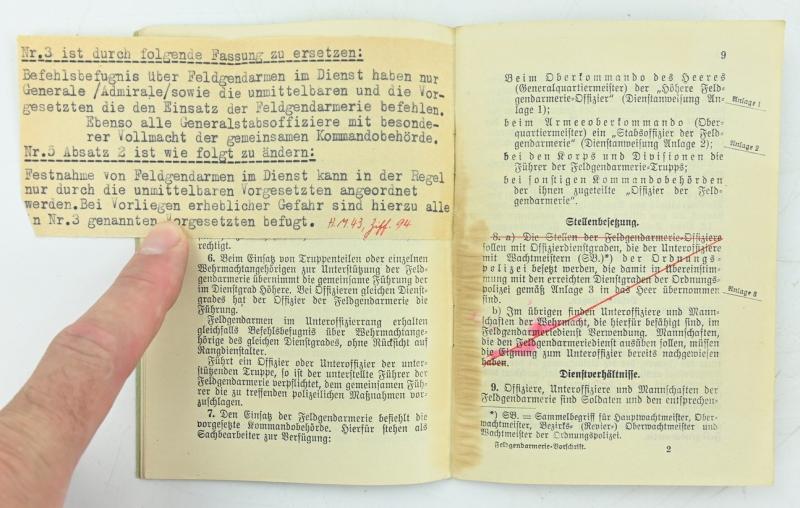 Nr.3 ist durch folgende Fassung zu ersetzen:
Befehlsbefugnis über Feldgendarmen im Dienst haben nur
Generale /Admirale/sowie die unmittelbaren und die Vor-
gesetzten die den Einsatz der Feldgendarmerie befehlen.
Ebenso alle Generalstabsoffiziere mit besonde-
rer Vollmacht der gemeinsamen Kommandobehörde.
Nr.5 Absatz 2 ist wie folgt zu ändern:
Festnahme von Feldgendarmen im Dienst kann in der Regel
nur durch die unmittelbaren Vorgesetzten angeordnet
werden.Bei Vorliegen erheblicher Gefahr sind hierzu alle
n Nr.3 genannten Vorgesetzten befugt. H.M.43, Ziff. 94
rechtigt.
6. Beim Einsatz von Truppenteilen oder einzelnen
Wehrmachtangehörigen zur Unterstützung der Feld-
gendarmerie übernimmt die gemeinsame Führung der
im Dienstgrad Höhere. Bei Offizieren gleichen Dienst-
grades hat der Offizier der Feldgendarmerie die
Führung.
Feldgendarmen im Unteroffizierrang erhalten
gleichfalls Befehlsbefugnis über Wehrmachtange-
hörige des gleichen Dienstgrades, ohne Rücksicht auf
Rangdienstalter.
Führt ein Offizier oder Unteroffizier der unter-
stützenden Truppe, so ist der unterstellte Führer der
Feldgendarmerie verpflichtet, dem gemeinsamen Füh-
rer die zu treffenden polizeilichen Maßnahmen vor-
zuschlagen.
7. Den Einsatz der Feldgendarmerie befiehlt die
vorgesetzte Kommandobehörde. Hierfür stehen als
Sachbearbeiter zur Verfügung:
9
Beim Oberkommando des Heeres
(Generalquartiermeister) der „Höhere Feld-
gendarmerie-Offizier“ (Dienstanweisung An-
lage 1);
Anlage 1
beim Armeeoberkommando (Ober-
quartiermeister) ein „Stabsoffizier der Feld-
gendarmerie“ (Dienstanweisung Anlage 2);
Anlage 2
bei den Korps und Divisionen die
Führer der Feldgendarmerie-Trupps;
bei sonstigen Kommandobehörden
der ihnen zugeteilte „Offizier der Feld-
gendarmerie“.
Stellenbesetzung.
8. a) Die Stellen der Feldgendarmerie-Offiziere
sollen mit Offizierdienstgraden, die der Unteroffiziere
mit Wachtmeistern (SB.)*) der Ordnungs-
polizei besetzt werden, die damit in Übereinstim-
mung mit den erreichten Dienstgraden der Ordnungs-
polizei gemäß Anlage 3 in das Heer übernommen
sind.
Anlage 3
b) Im übrigen finden Unteroffiziere und Mann-
schaften der Wehrmacht, die hierfür befähigt sind, im
Feldgendarmeriedienst Verwendung. Mannschaften,
die den Feldgendarmeriedienst ausüben sollen, müssen
die Eignung zum Unteroffizier bereits nachgewiesen
haben.
Dienstverhältnisse.
9. Offiziere, Unteroffiziere und Mannschaften der
Feldgendarmerie sind Soldaten und den entsprechen-
*) SB. = Sammelbegriff für Hauptwachtmeister, Ober-
wachtmeister, Bezirks- (Revier-) Oberwachtmeister und
Wachtmeister der Ordnungspolizei.
Feldgendarmerie-Vorschrift. 2